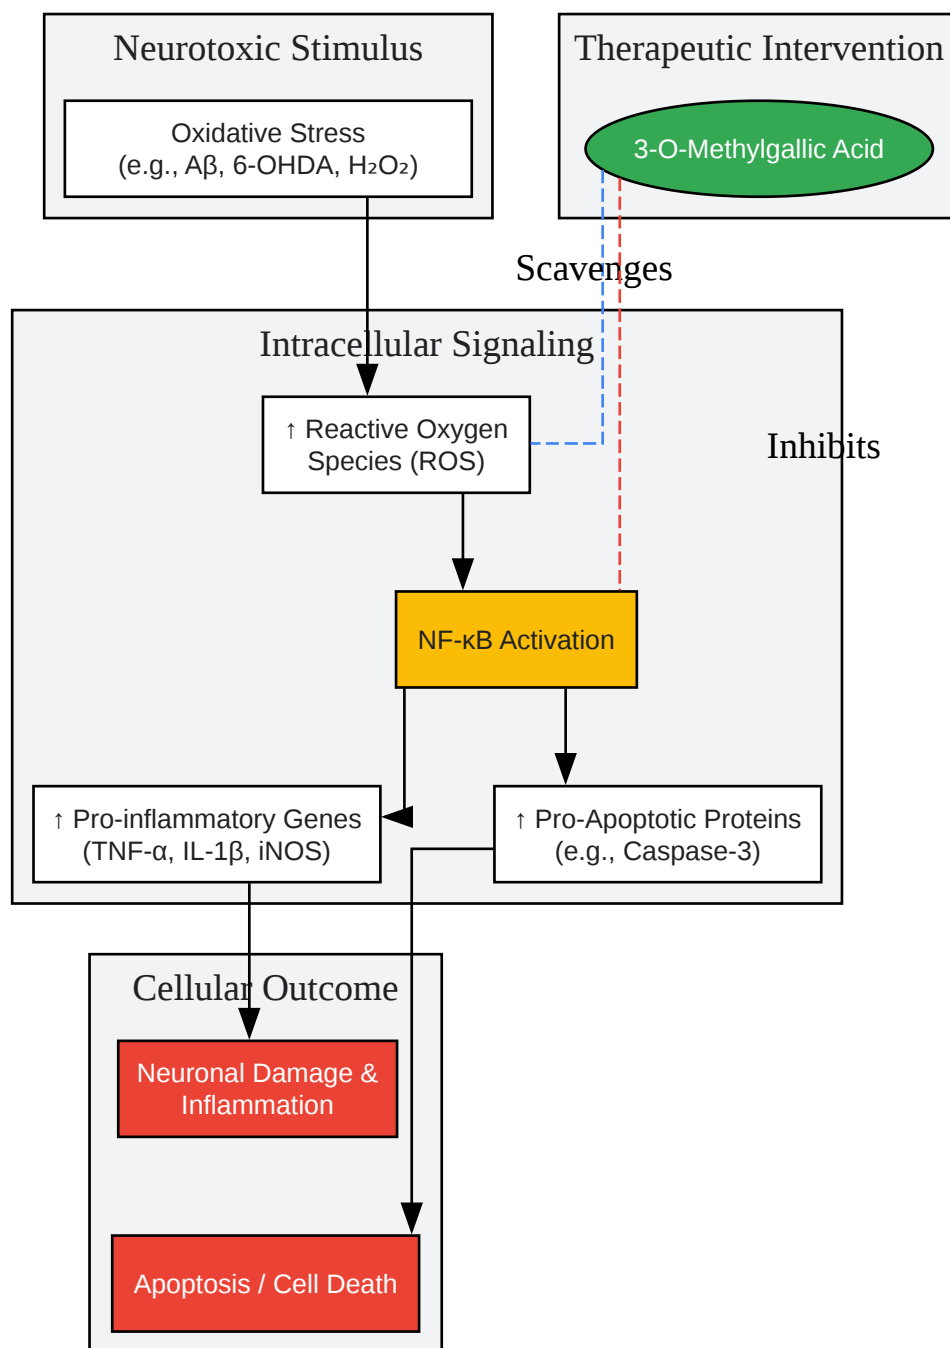 Neurotoxic Stimulus
Oxidative Stress
(e.g., Aβ, 6-OHDA, H₂O₂)
Therapeutic Intervention
3-O-Methylgallic Acid
Scavenges
Intracellular Signaling
↑ Reactive Oxygen
Species (ROS)
Inhibits
NF-κB Activation
↑ Pro-inflammatory Genes
(TNF-α, IL-1β, iNOS)
↑ Pro-Apoptotic Proteins
(e.g., Caspase-3)
Cellular Outcome
Neuronal Damage &
Inflammation
Apoptosis / Cell Death